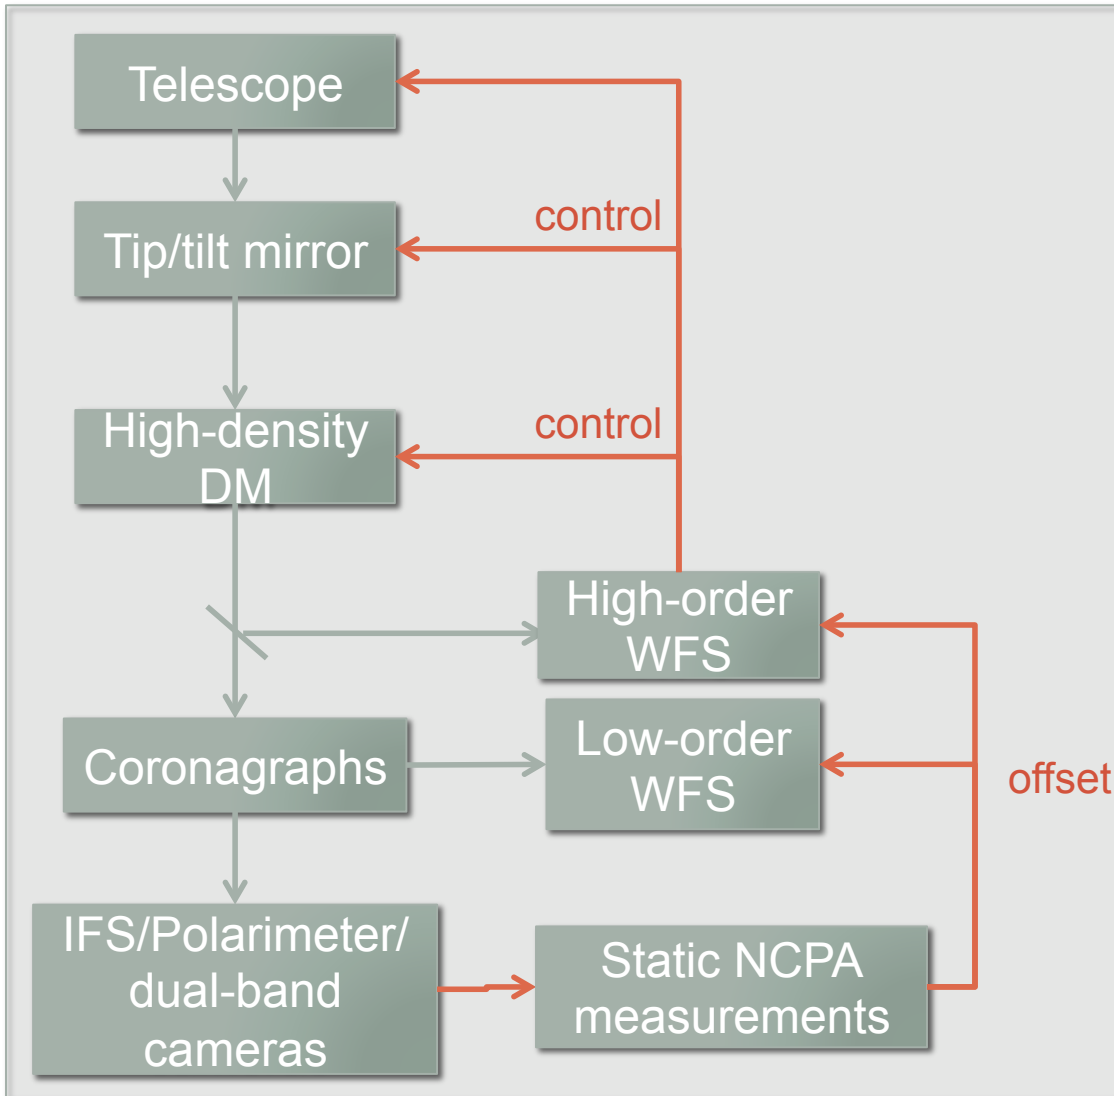 Telescope
control
Tip/tilt mirror
control
High-density
DM
High-order
WFS
Low-order
WFS
Coronagraphs
offset
IFS/Polarimeter/
dual-band
cameras
Static NCPA
measurements